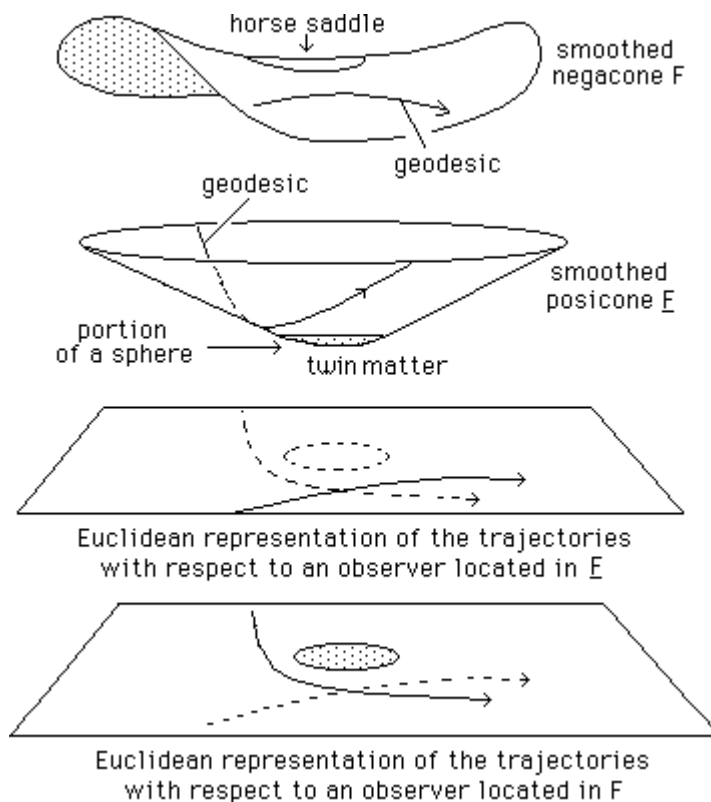 horse saddle
smoothed
negacone F
geodesic
geodesic
smoothed
posicone F
portion
of a sphere
twin matter
Euclidean representation of the trajectories
with respect to an observer located in F
Euclidean representation of the trajectories
with respect to an observer located in F